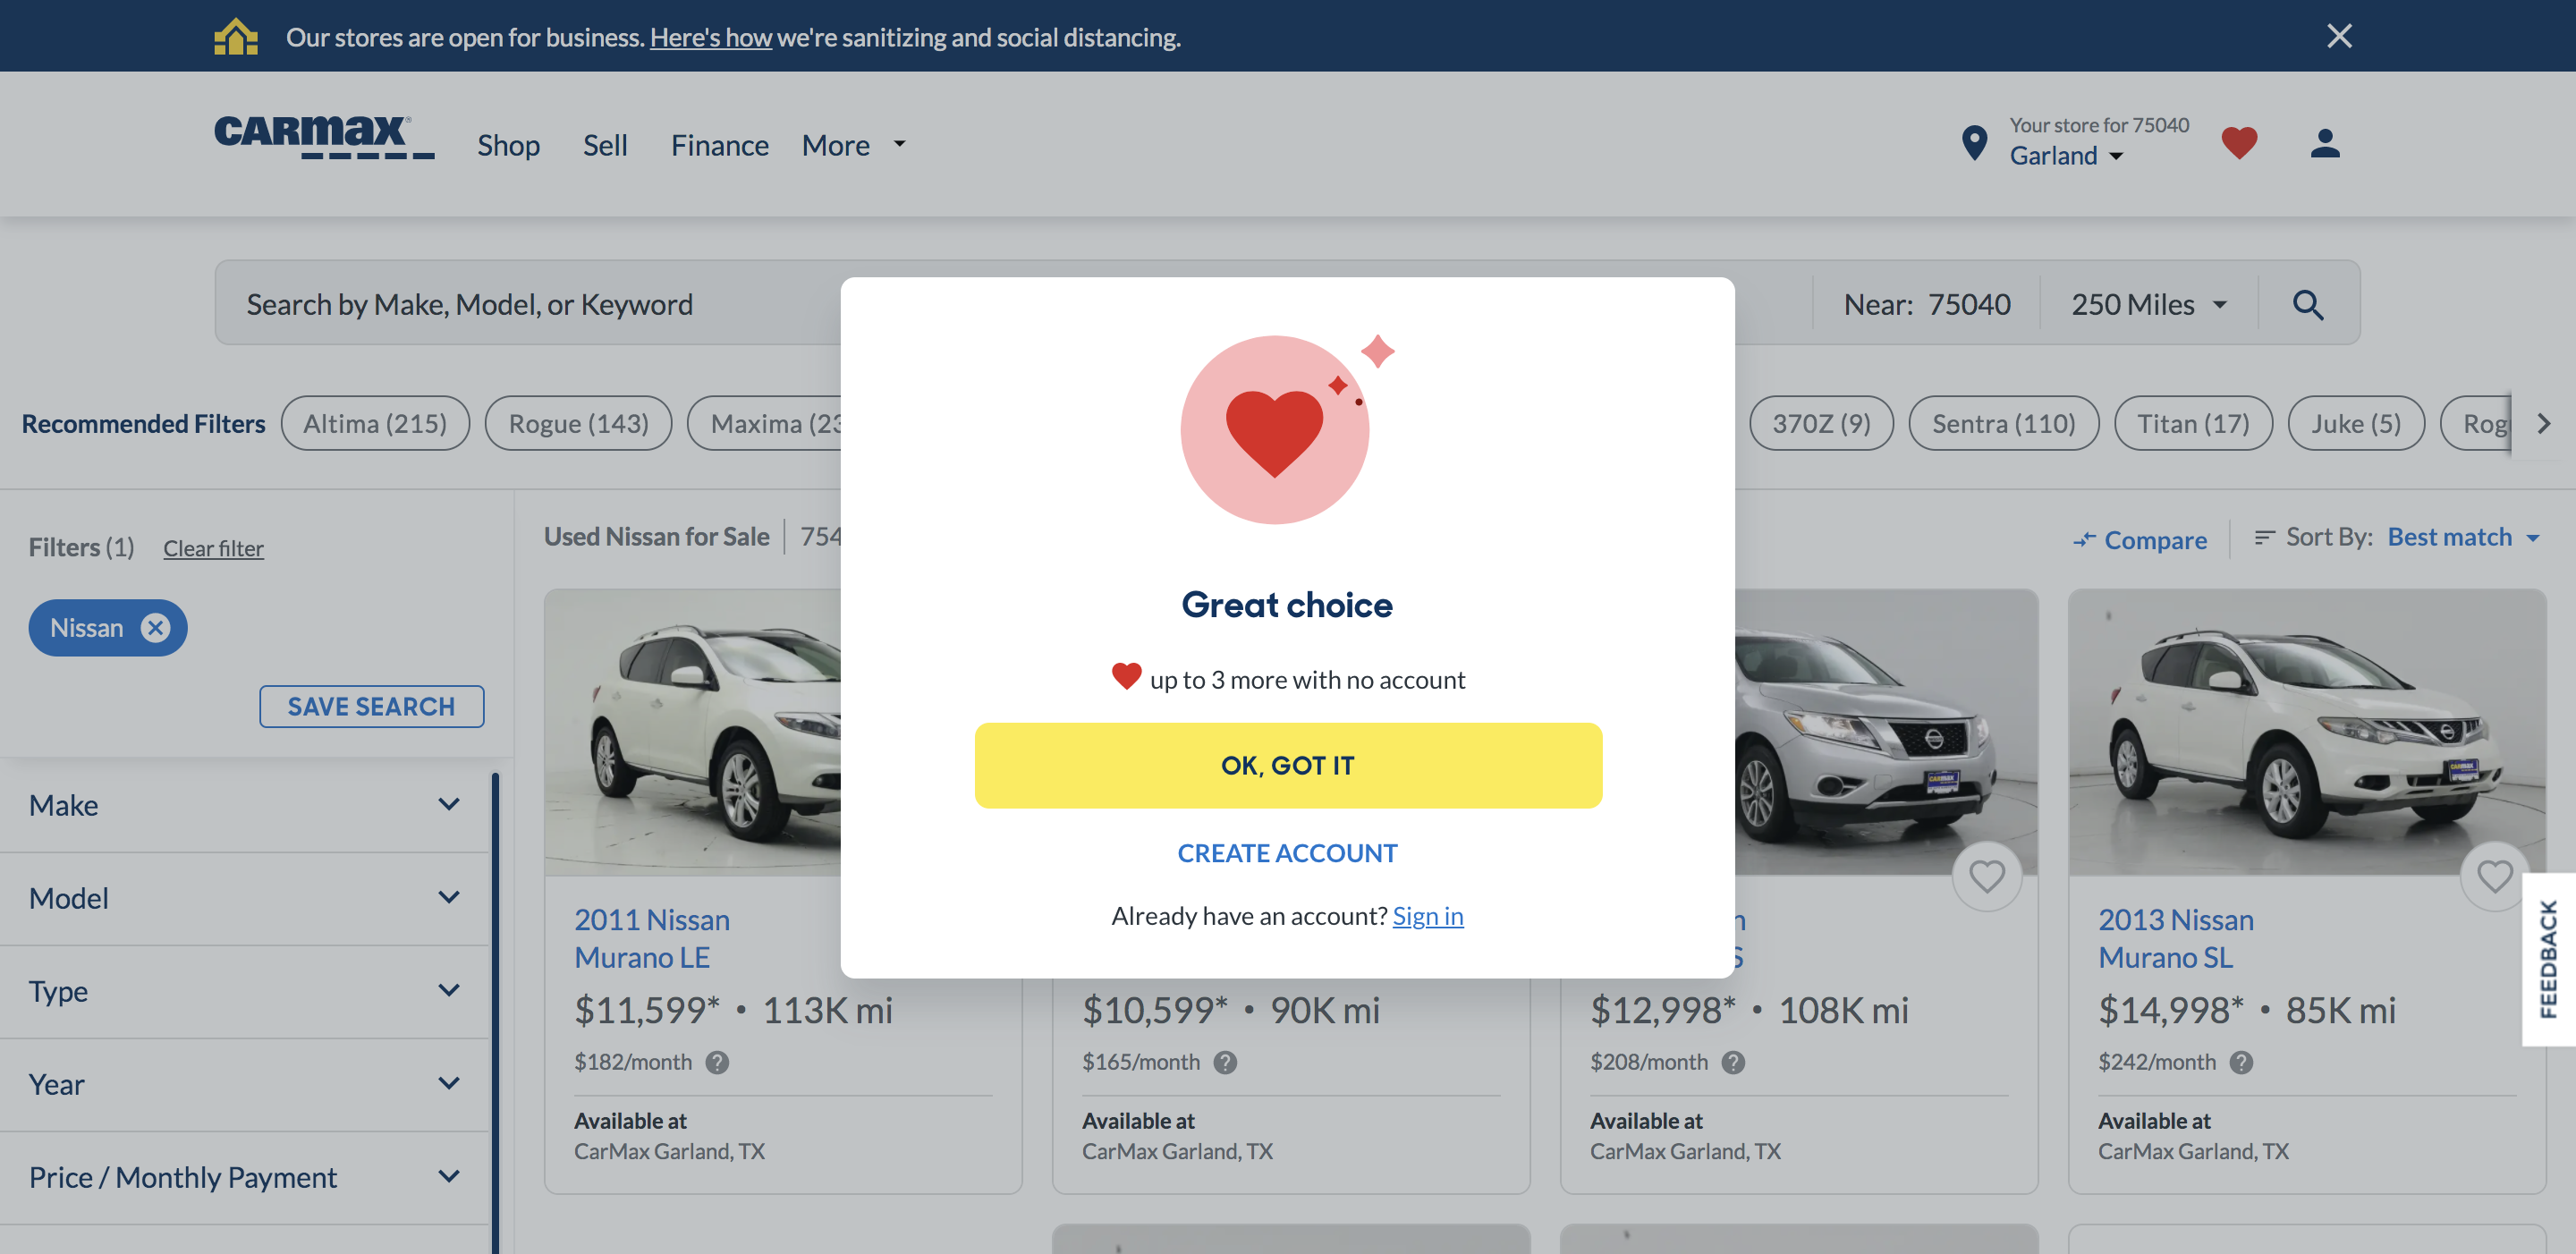 Our stores are open for business. Here's how we're sanitizing and social distancing.
CARMAX
Shop
Sell
Finance
More
Your store for 75040
Garland
Search by Make, Model, or Keyword
Near: 75040
250 Miles
Recommended Filters
Altima (215)
Rogue (143)
Maxima (23
370Z (9)
Sentra (110)
Titan (17)
Juke (5)
Rog
Filters (1)
Clear filter
Nissan
SAVE SEARCH
Make
Model
Type
Year
Price / Monthly Payment
Used Nissan for Sale
754
Compare
Sort By: Best match
Great choice
up to 3 more with no account
OK, GOT IT
CREATE ACCOUNT
Already have an account? Sign in
2011 Nissan
Murano LE
$11,599* • 113K mi
$182/month
Available at
CarMax Garland, TX
$10,599* • 90K mi
$165/month
Available at
CarMax Garland, TX
$12,998* • 108K mi
$208/month
Available at
CarMax Garland, TX
2013 Nissan
Murano SL
$14,998* • 85K mi
$242/month
Available at
CarMax Garland, TX
FEEDBACK